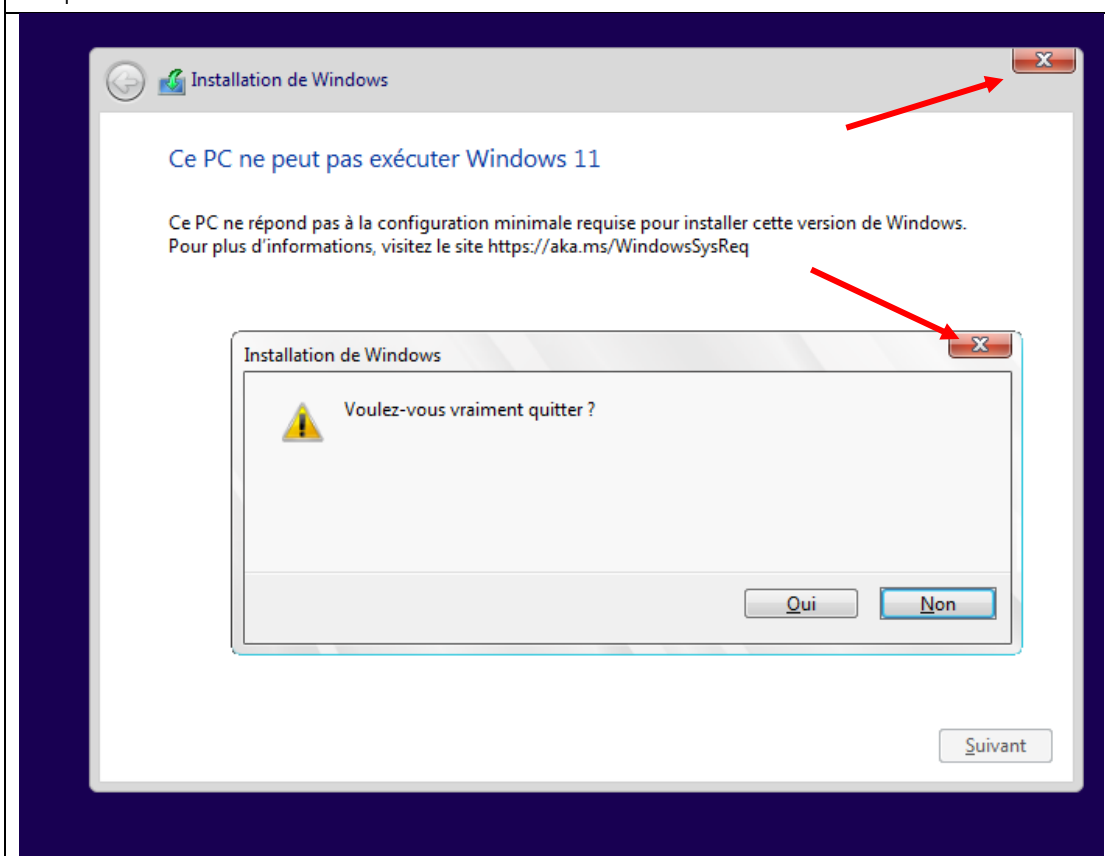 Installation de Windows
Ce PC ne peut pas exécuter Windows 11
Ce PC ne répond pas à la configuration minimale requise pour installer cette version de Windows.
Pour plus d'informations, visitez le site https://aka.ms/WindowsSysReq
Installation de Windows
Voulez-vous vraiment quitter ?
Oui
Non
Suivant